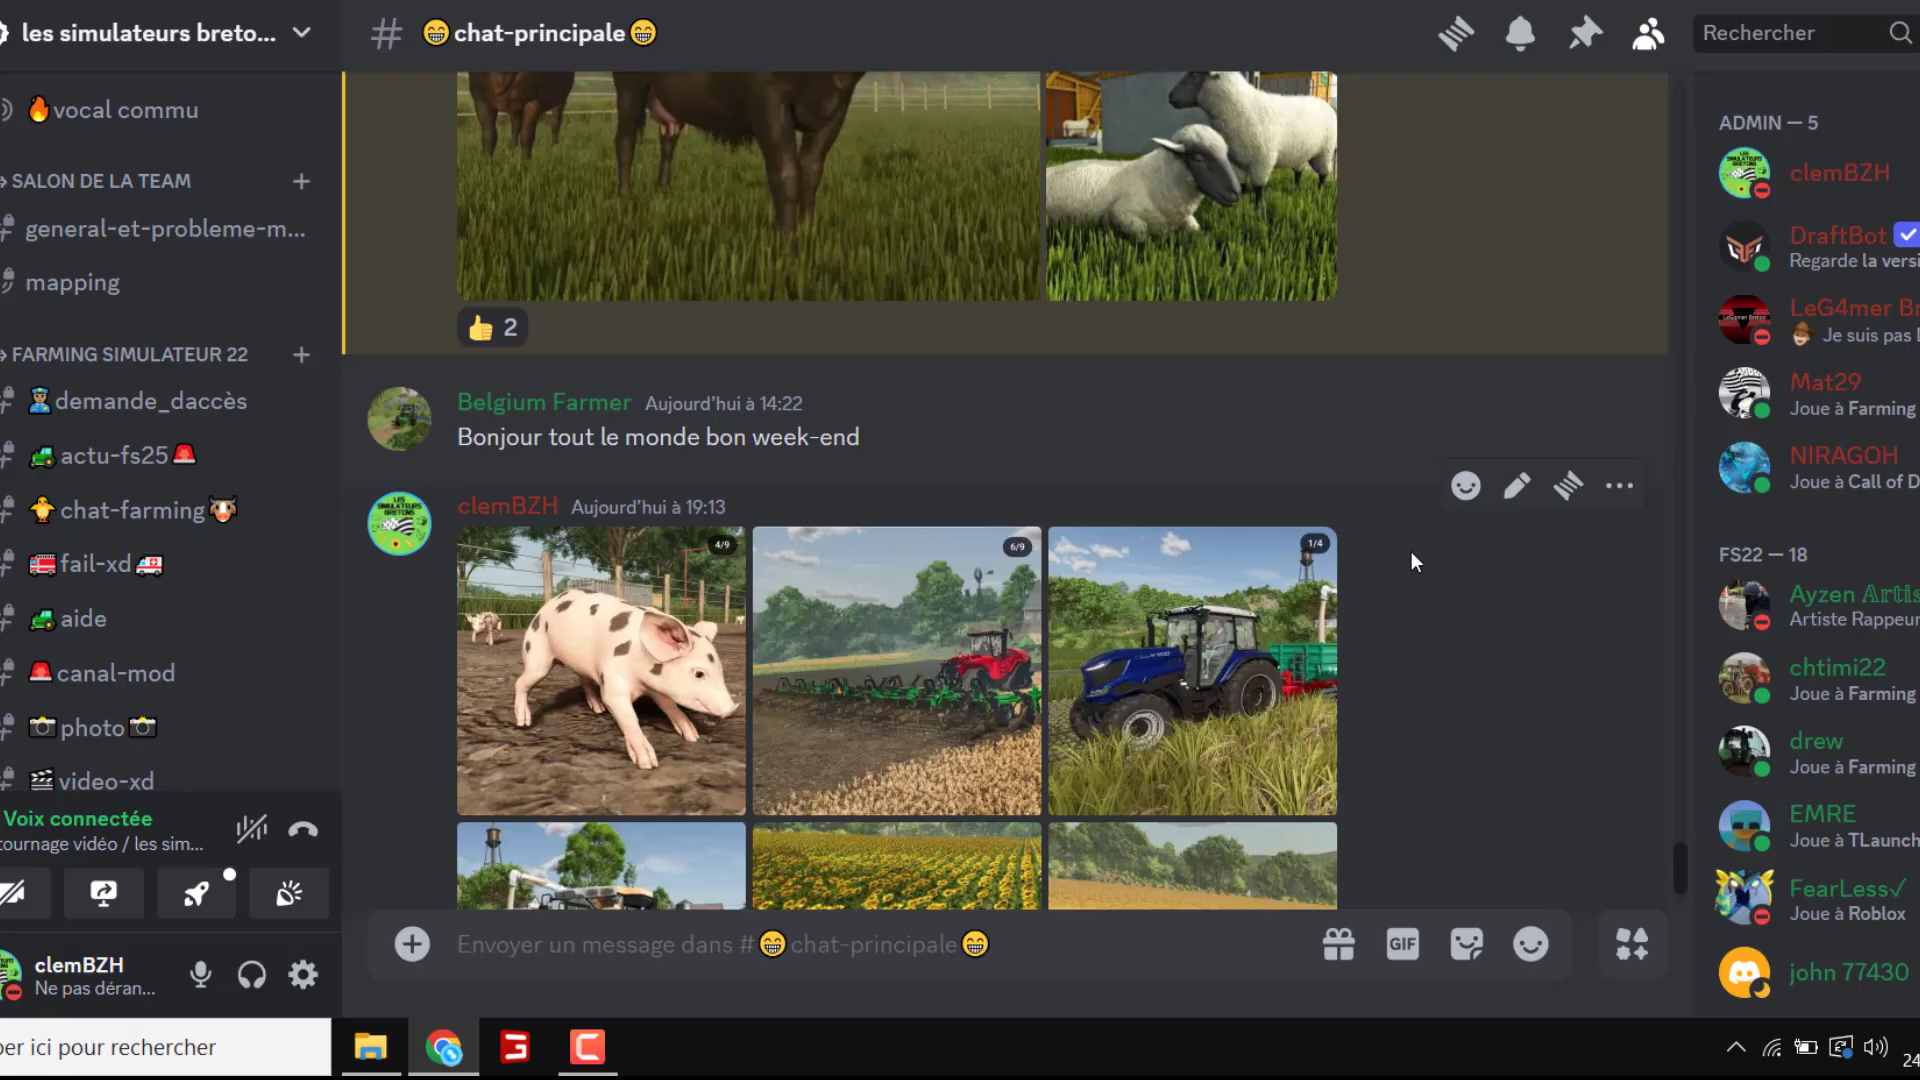 les simulateurs breto...
😁chat-principale😁
Rechercher
🔥vocal commu
SALON DE LA TEAM
general-et-probleme-m...
mapping
FARMING SIMULATEUR 22
demande_daccès
actu-fs25
chat-farming
fail-xd
aide
canal-mod
photo
video-xd
Voix connectée
tournage vidéo / les sim...
clemBZH
Ne pas déran...
👍 2
Belgium Farmer Aujourd'hui à 14:22
Bonjour tout le monde bon week-end
clemBZH Aujourd'hui à 19:13
LES SIMULATEURS BRETONS
4/9
6/9
1/4
Envoyer un message dans #😁chat-principale😁
GIF
ADMIN — 5
clemBZH
DraftBot
Regarde la versi
LeG4mer Br
Je suis pas
Mat29
Joue à Farming
NIRAGOH
Joue à Call of D
FS22 — 18
Ayzen Artis
Artiste Rappeur
chtimi22
Joue à Farming
drew
Joue à Farming
EMRE
Joue à TLaunch
FearLess✓
Joue à Roblox
john 77430
per ici pour rechercher
24